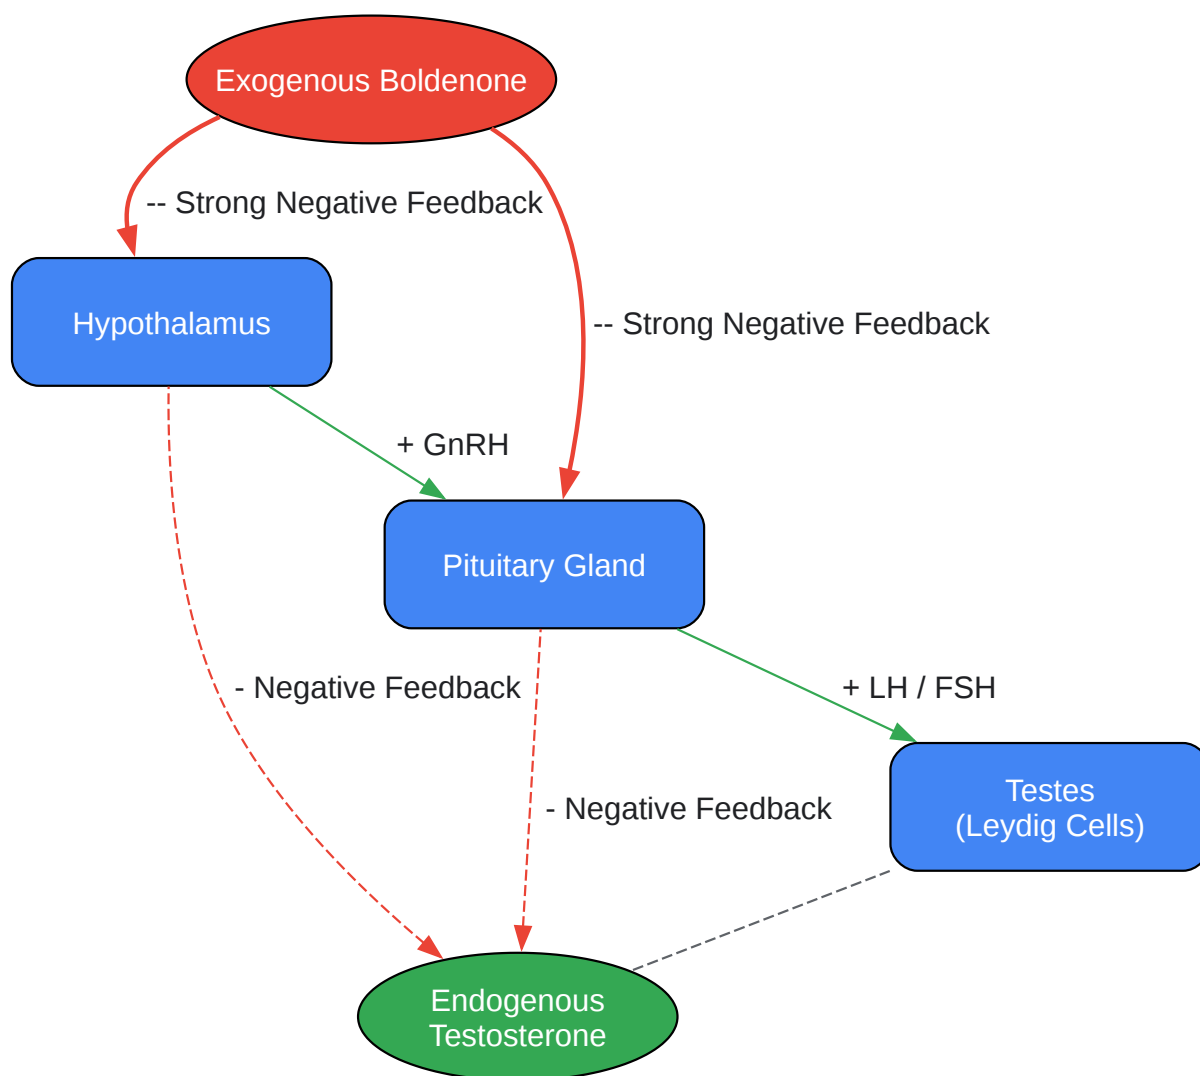 Exogenous Boldenone
-- Strong Negative Feedback
Hypothalamus
-- Strong Negative Feedback
+ GnRH
Pituitary Gland
- Negative Feedback
+ LH / FSH
- Negative Feedback
Testes
(Leydig Cells)
Endogenous
Testosterone